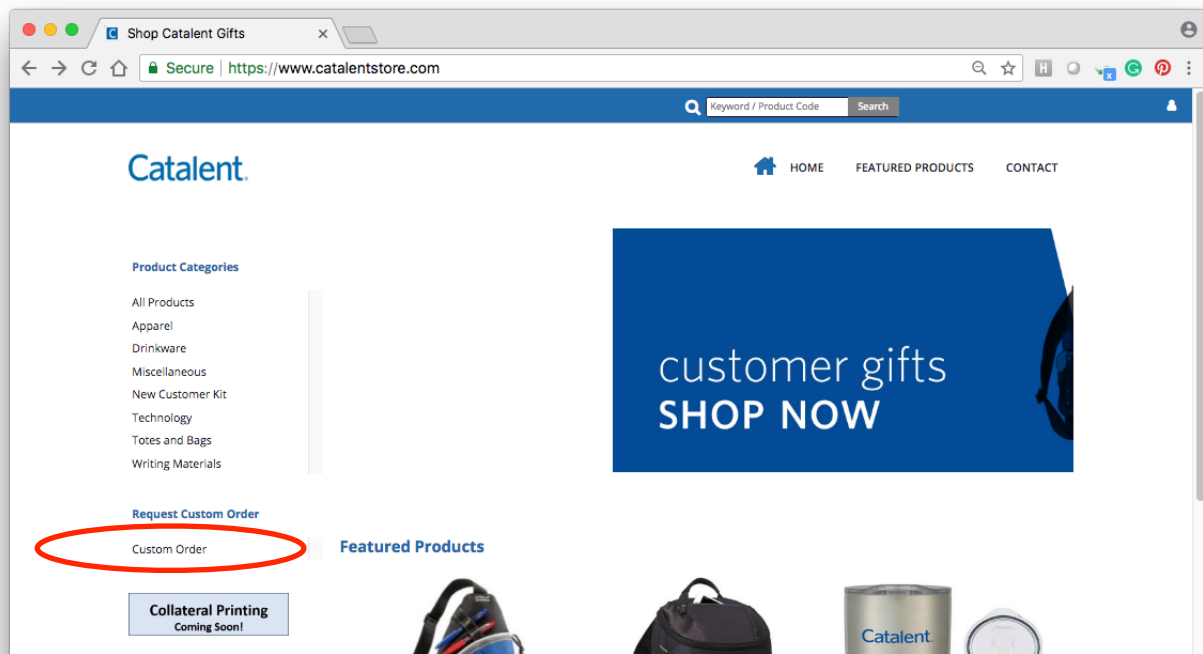 Shop Catalent Gifts
Secure | https://www.catalentstore.com
Keyword / Product Code Search
Catalent.
HOME FEATURED PRODUCTS CONTACT
Product Categories
All Products
Apparel
Drinkware
Miscellaneous
New Customer Kit
Technology
Totes and Bags
Writing Materials
customer gifts
SHOP NOW
Request Custom Order
Custom Order
Featured Products
Collateral Printing
Coming Soon!
Catalent